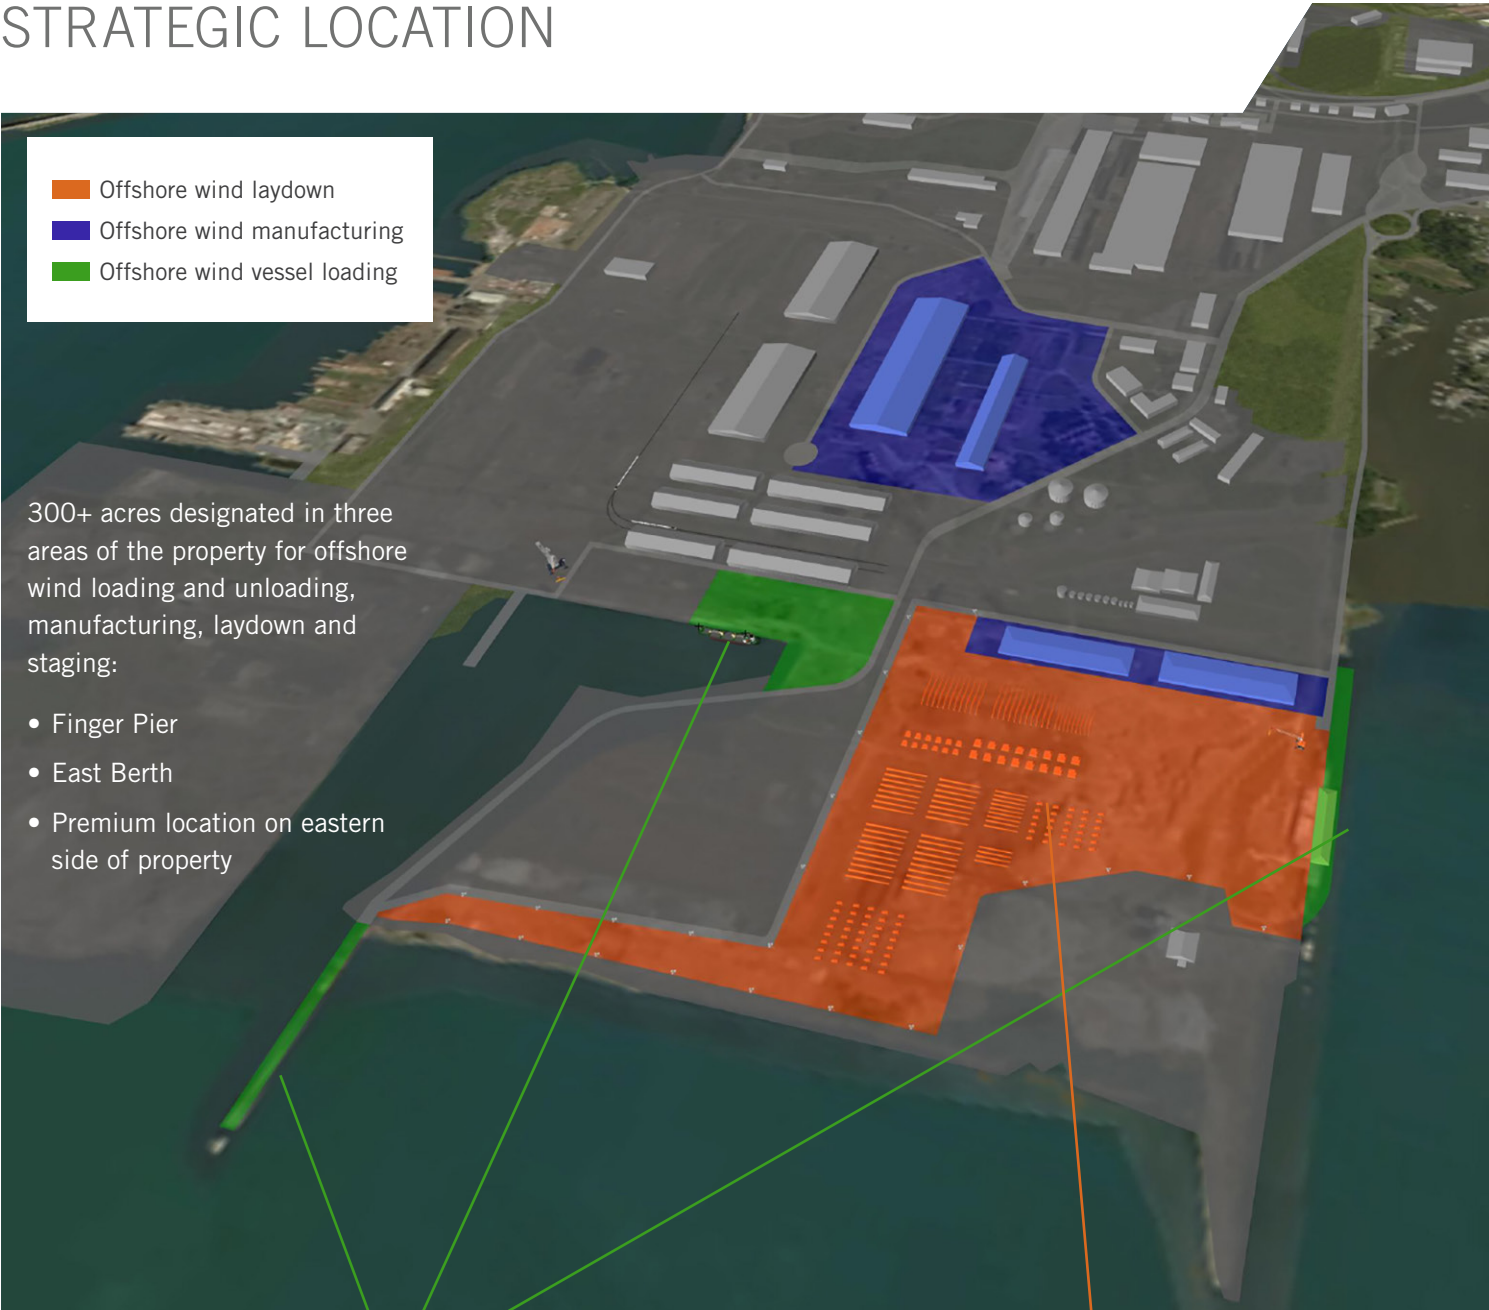 STRATEGIC LOCATION
Offshore wind laydown
Offshore wind manufacturing
Offshore wind vessel loading
300+ acres designated in three
areas of the property for offshore
wind loading and unloading,
manufacturing, laydown and
staging:
• Finger Pier
• East Berth
• Premium location on eastern
side of property